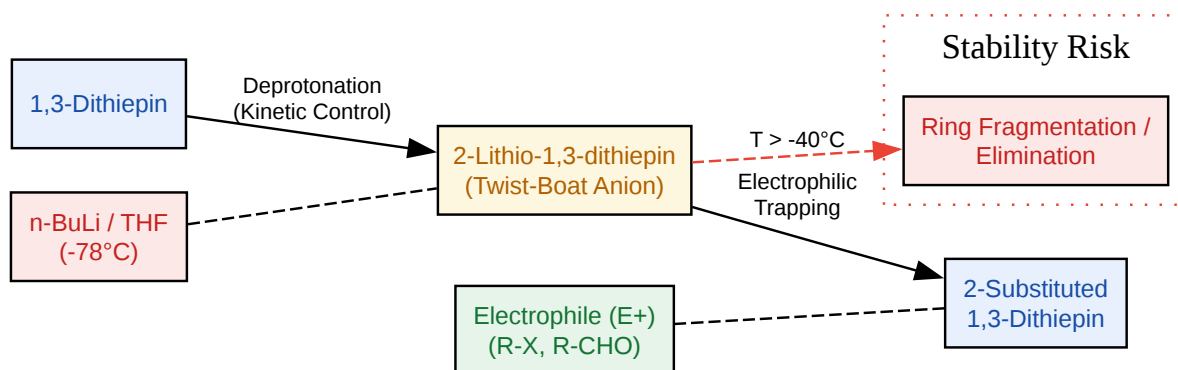 Stability Risk
1,3-Dithiepin
Deprotonation
(Kinetic Control)
n-BuLi / THF
(-78°C)
2-Lithio-1,3-dithiepin
(Twist-Boat Anion)
T > -40°C
Ring Fragmentation /
Elimination
Electrophilic
Trapping
Electrophile (E+)
(R-X, R-CHO)
2-Substituted
1,3-Dithiepin